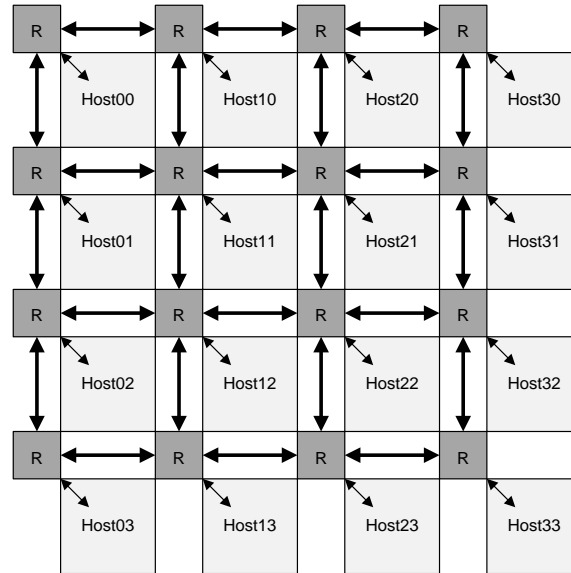 R R R R
Host00 Host10 Host20 Host30
R R R R
Host01 Host11 Host21 Host31
R R R R
Host02 Host12 Host22 Host32
R R R R
Host03 Host13 Host23 Host33